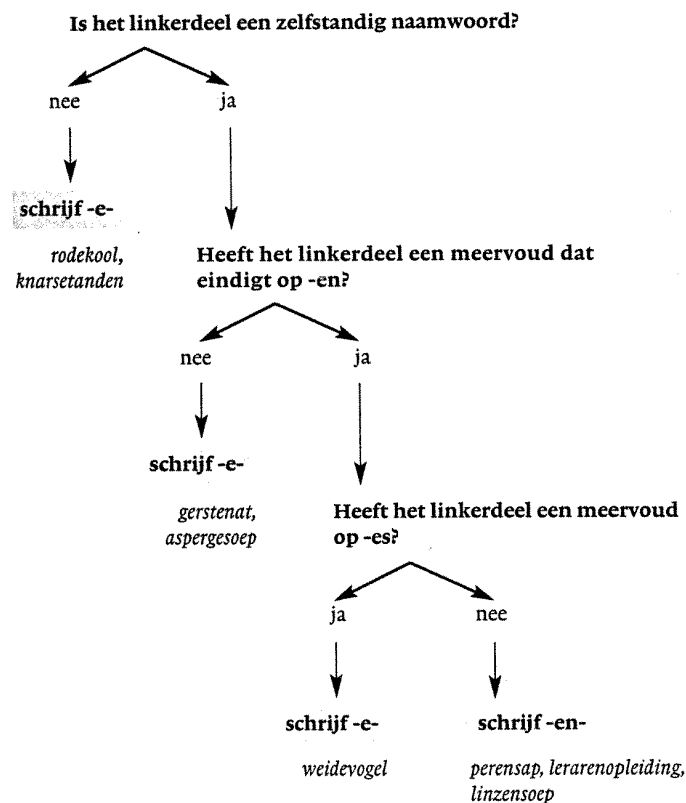 Is het linkerdeel een zelfstandig naamwoord?
nee
ja
schrijf -e-
rodekool,
knarsetanden
Heeft het linkerdeel een meervoud dat
eindigt op -en?
nee
ja
schrijf -e-
gerstenat,
aspergesoep
Heeft het linkerdeel een meervoud
op -es?
ja
nee
schrijf -e-
weidevogel
schrijf -en-
perensap, lerarenopleiding,
linzensoep